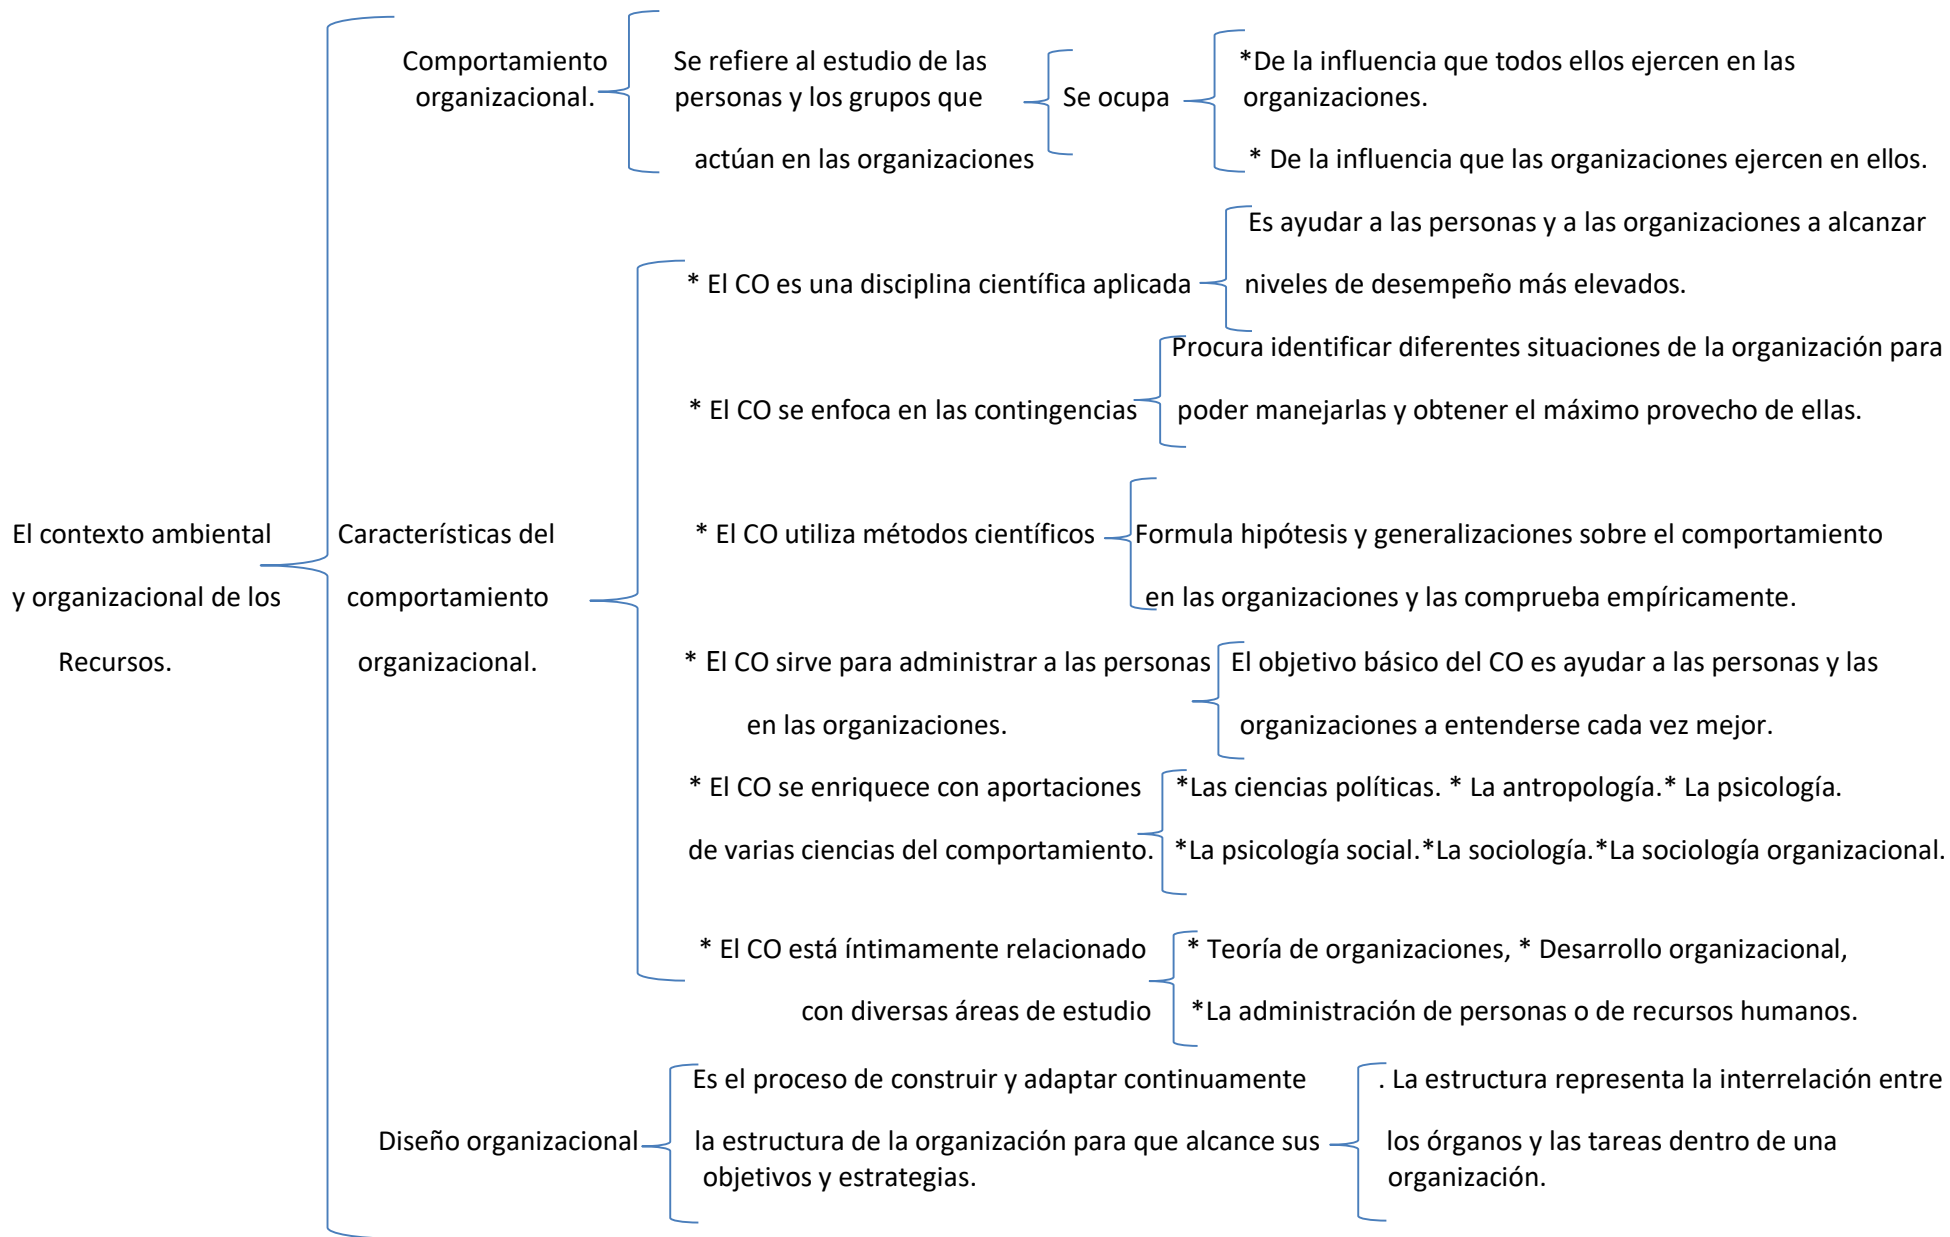 Comportamiento
organizacional.
Se refiere al estudio de las
personas y los grupos que
actúan en las organizaciones
Se ocupa
*De la influencia que todos ellos ejercen en las
organizaciones.
* De la influencia que las organizaciones ejercen en ellos.
El contexto ambiental
y organizacional de los
Recursos.
Características del
comportamiento
organizacional.
* El CO es una disciplina científica aplicada
Es ayudar a las personas y a las organizaciones a alcanzar
niveles de desempeño más elevados.
* El CO se enfoca en las contingencias
Procura identificar diferentes situaciones de la organización para
poder manejarlas y obtener el máximo provecho de ellas.
* El CO utiliza métodos científicos
Formula hipótesis y generalizaciones sobre el comportamiento
en las organizaciones y las comprueba empíricamente.
* El CO sirve para administrar a las personas
en las organizaciones.
El objetivo básico del CO es ayudar a las personas y las
organizaciones a entenderse cada vez mejor.
* El CO se enriquece con aportaciones
de varias ciencias del comportamiento.
*Las ciencias políticas. * La antropología.* La psicología.
*La psicología social.*La sociología.*La sociología organizacional.
* El CO está íntimamente relacionado
con diversas áreas de estudio
* Teoría de organizaciones, * Desarrollo organizacional,
*La administración de personas o de recursos humanos.
Diseño organizacional
Es el proceso de construir y adaptar continuamente
la estructura de la organización para que alcance sus
objetivos y estrategias.
. La estructura representa la interrelación entre
los órganos y las tareas dentro de una
organización.